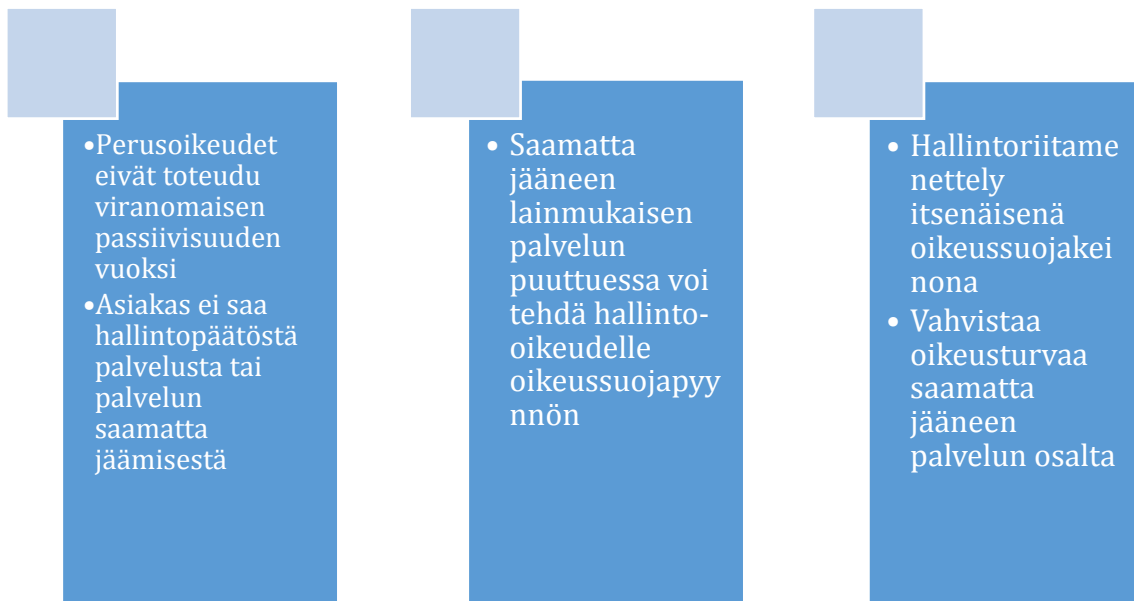 •Perusoikeudet
eivät toteudu
viranomaisen
passiivisuuden
vuoksi
•Asiakas ei saa
hallintopäätöstä
palvelusta tai
palvelun
saamatta
jäämisestä
• Saamatta
jääneen
lainmukaisen
palvelun
puuttuessa voi
tehdä hallinto-
oikeudelle
oikeussuojapyy
nnön
• Hallintoriitame
nettely
itsenäisenä
oikeussuojakei
nona
• Vahvistaa
oikeusturvaa
saamatta
jääneen
palvelun osalta